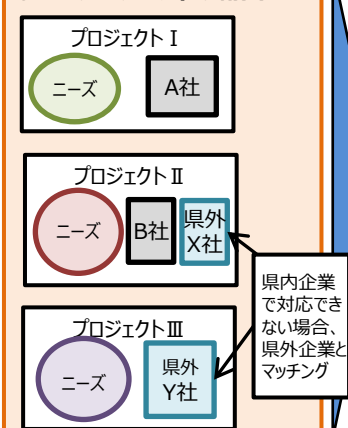 プロジェクトⅠ
ニーズ
A社
プロジェクトⅡ
ニーズ
B社
県外
X社
県内企業
で対応でき
ない場合、
県外企業と
マッチング
プロジェクトⅢ
ニーズ
県外
Y社